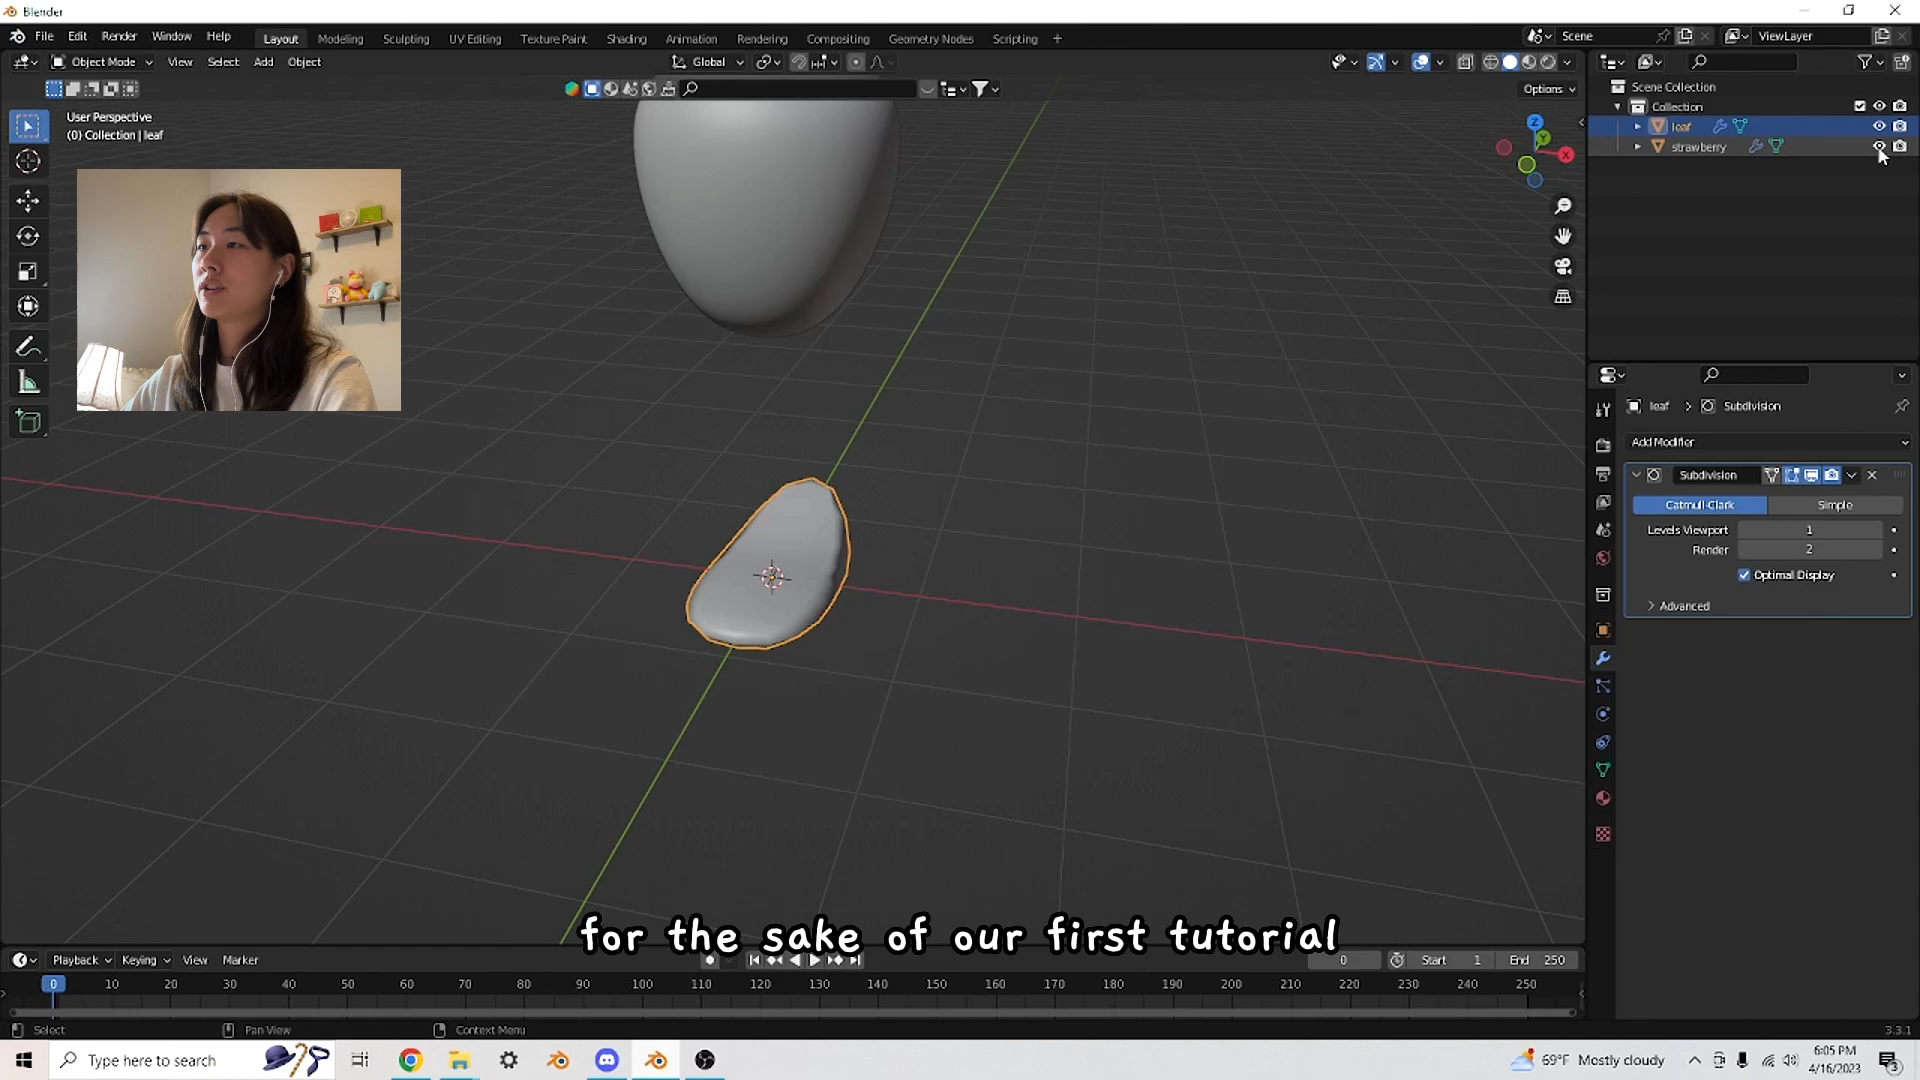 Blender
File Edit Render Window Help
Layout Modeling Sculpting UV Editing Texture Paint Shading Animation Rendering Compositing Geometry Nodes Scripting +
Scene
ViewLayer
Object Mode View Select Add Object
Global
Options
User Perspective
(0) Collection | leaf
Z
Y
X
Scene Collection
Collection
leaf
strawberry
leaf > Subdivision
Add Modifier
Subdivision
Catmull-Clark Simple
Levels Viewport 1
Render 2
Optimal Display
> Advanced
for the sake of our first tutorial
Playback Keying View Marker
0 Start 1 End 250
0 10 20 30 40 50 60 70 80 90 100 110 120 130 140 150 160 170 180 190 200 210 220 230 240 250
Select Pan View Context Menu
3.3.1
Type here to search
69°F Mostly cloudy
6:05 PM
4/16/2023
3